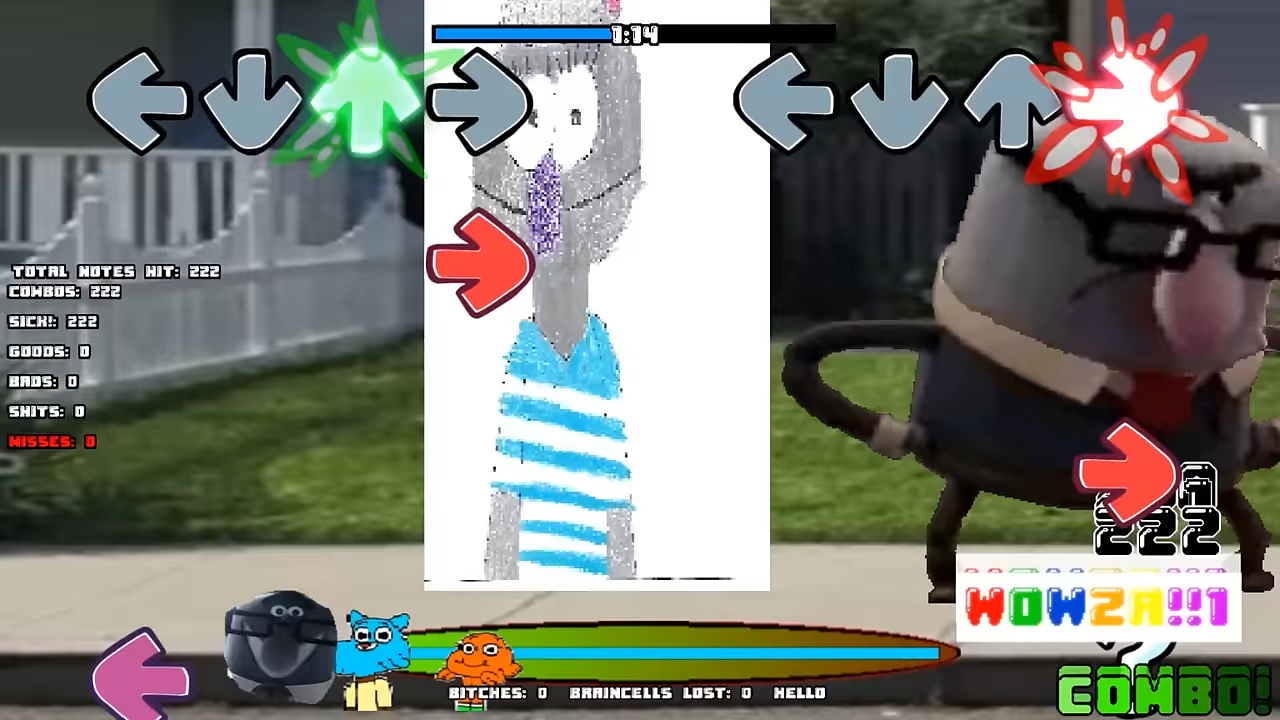 1:14
TOTAL NOTES HIT: 222
COMBOS: 222
SICK!: 222
GOODS: 0
BADS: 0
SHITS: 0
MISSES: 0
222
WOWZA!!1
COMBO!
BITCHES: 0 BRAINCELLS LOST: 0 HELLO